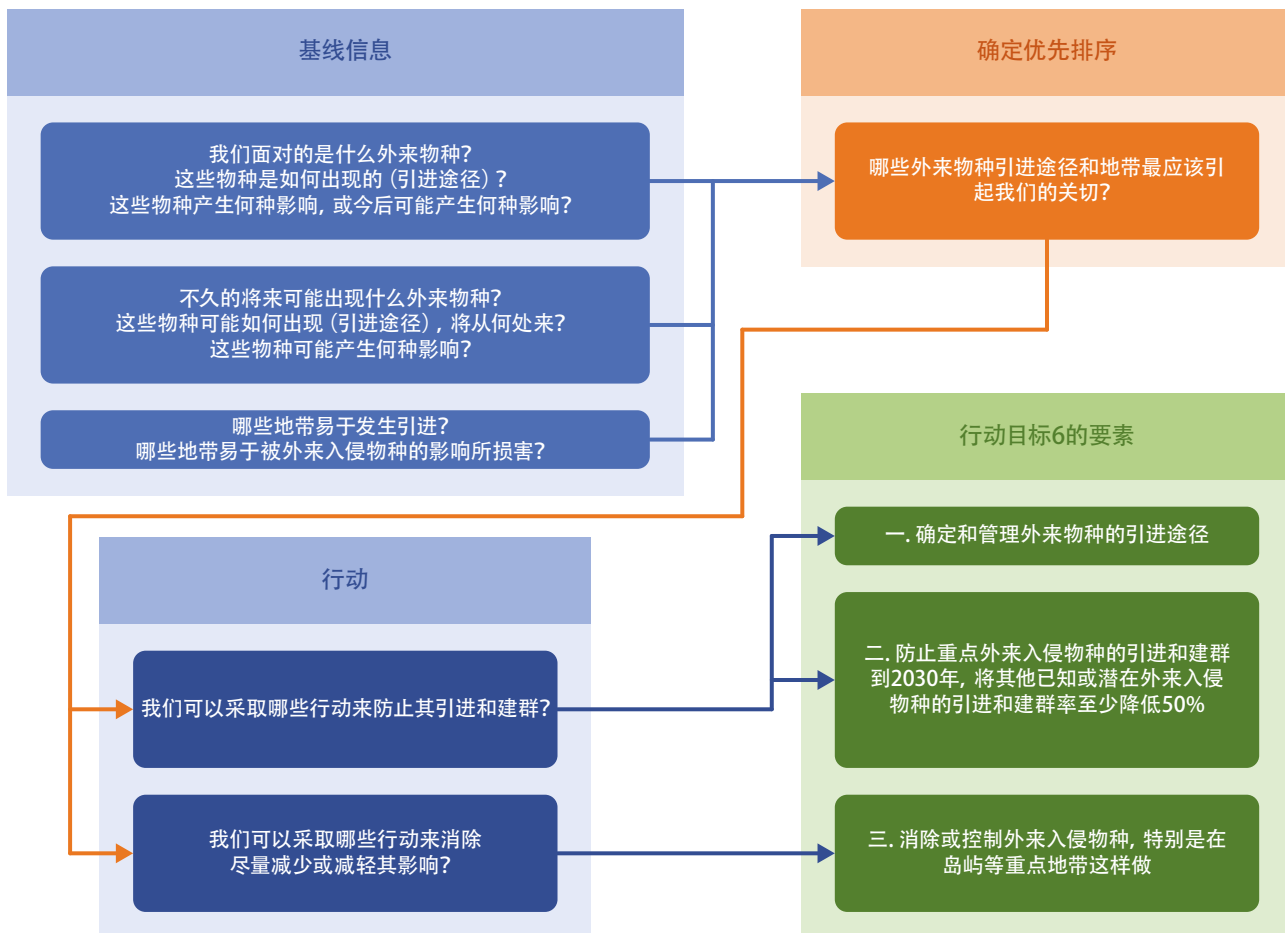 基线信息
我们面对的是什么外来物种?
这些物种是如何出现的(引进途径)?
这些物种产生何种影响, 或今后可能产生何种影响?
不久的将来可能出现什么外来物种?
这些物种可能如何出现(引进途径), 将从何处来?
这些物种可能产生何种影响?
哪些地带易于发生引进?
哪些地带易于被外来入侵物种的影响所损害?
确定优先排序
哪些外来物种引进途径和地带最应该引
起我们的关切?
行动
我们可以采取哪些行动来防止其引进和建群?
我们可以采取哪些行动来消除
尽量减少或减轻其影响?
行动目标6的要素
一. 确定和管理外来物种的引进途径
二. 防止重点外来入侵物种的引进和建群
到2030年, 将其他已知或潜在外来入侵
物种的引进和建群率至少降低50%
三. 消除或控制外来入侵物种, 特别是在
岛屿等重点地带这样做